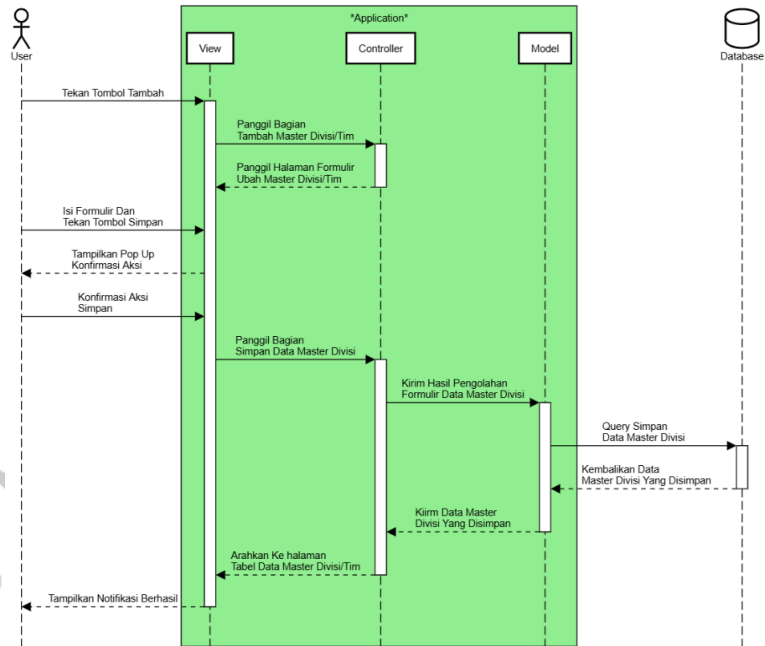 *Application*
User
View
Controller
Model
Database
Tekan Tombol Tambah
Panggil Bagian
Tambah Master Divisi/Tim
Panggil Halaman Formulir
Ubah Master Divisi/Tim
Isi Formulir Dan
Tekan Tombol Simpan
Tampilkan Pop Up
Konfirmasi Aksi
Konfirmasi Aksi
Simpan
Panggil Bagian
Simpan Data Master Divisi
Kirim Hasil Pengolahan
Formulir Data Master Divisi
Query Simpan
Data Master Divisi
Kembalikan Data
Master Divisi Yang Disimpan
Kiirm Data Master
Divisi Yang Disimpan
Arahkan Ke halaman
Tabel Data Master Divisi/Tim
Tampilkan Notifikasi Berhasil